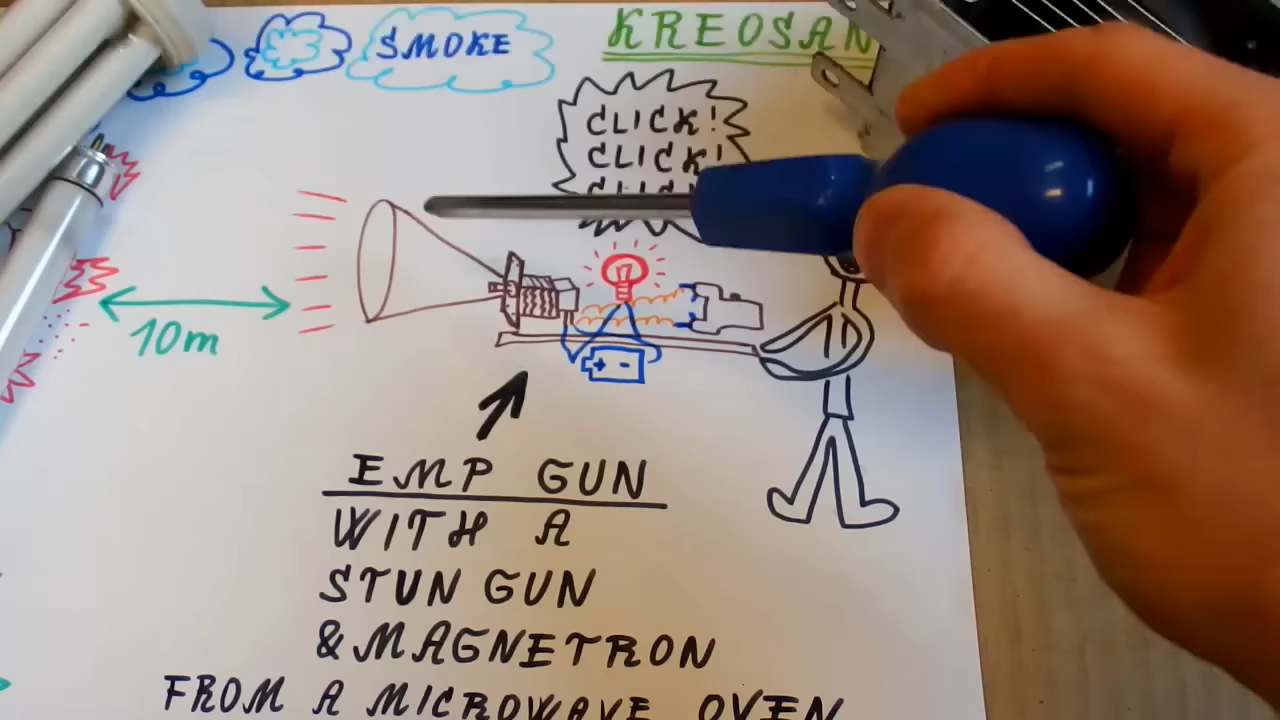 SMOKE
KREOSAN
CLICK!
CLICK!
10m
+ -
EMP GUN
WITH A
STUN GUN
& MAGNETRON
FROM A MICROWAVE OVEN